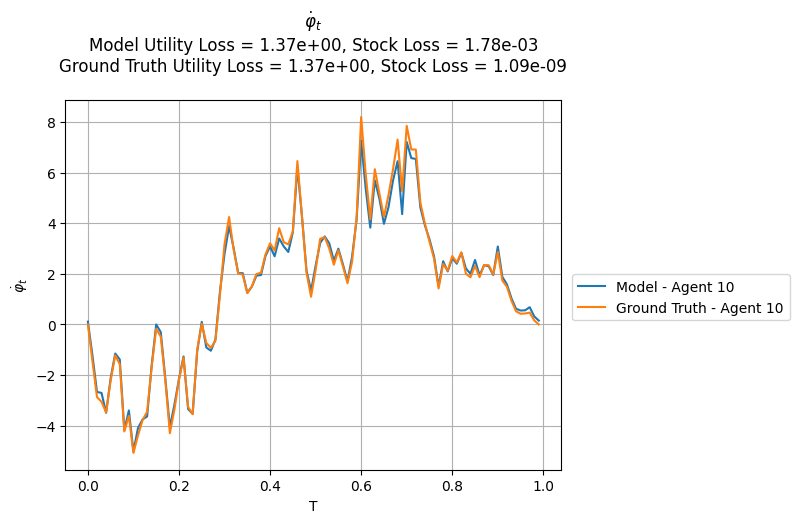 φ̇ₜ
Model Utility Loss = 1.37e+00, Stock Loss = 1.78e-03
Ground Truth Utility Loss = 1.37e+00, Stock Loss = 1.09e-09
φ̇ₜ
8
6
4
2
0
−2
−4
0.0 0.2 0.4 0.6 0.8 1.0
T
Model - Agent 10
Ground Truth - Agent 10